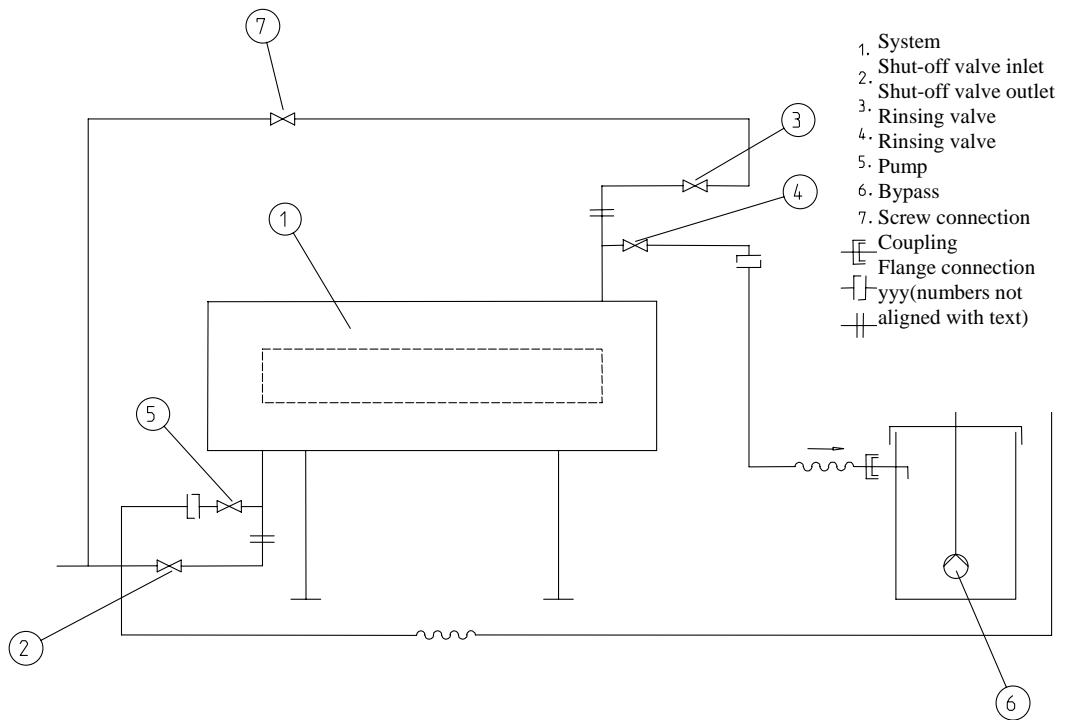 7
3
4
1
5
2
6
1. System
2. Shut-off valve inlet
3. Shut-off valve outlet
4. Rinsing valve
5. Rinsing valve
6. Pump
7. Bypass
Screw connection
Coupling
Flange connection
yyy(numbers not
aligned with text)